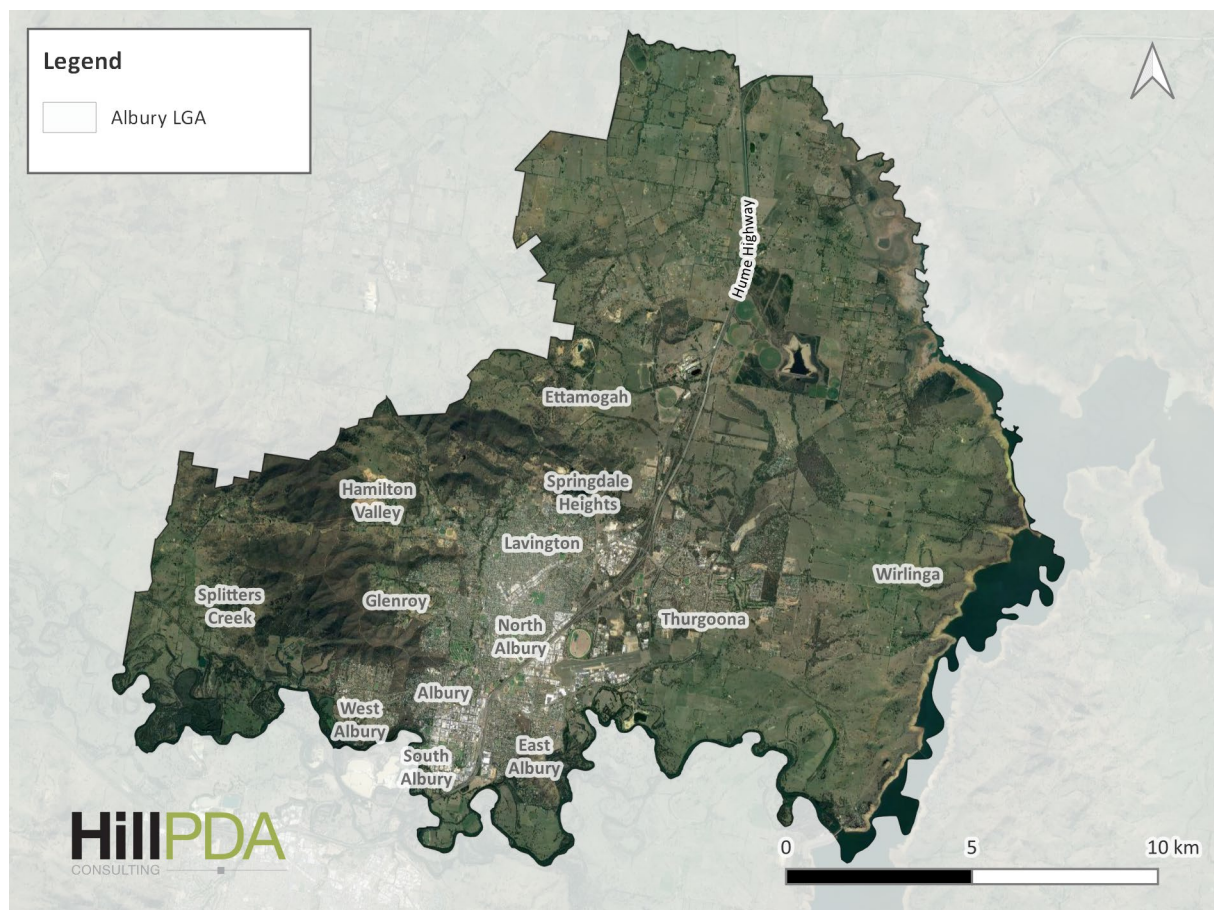 Legend
Albury LGA
Hume Highway
Ettamogah
Hamilton
Valley
Springdale
Heights
Lavington
Wirlinga
Splitters
Creek
Glenroy
Thurgoona
North
Albury
Albury
West
Albury
East
Albury
South
Albury
HillPDA
CONSULTING
0 5 10 km